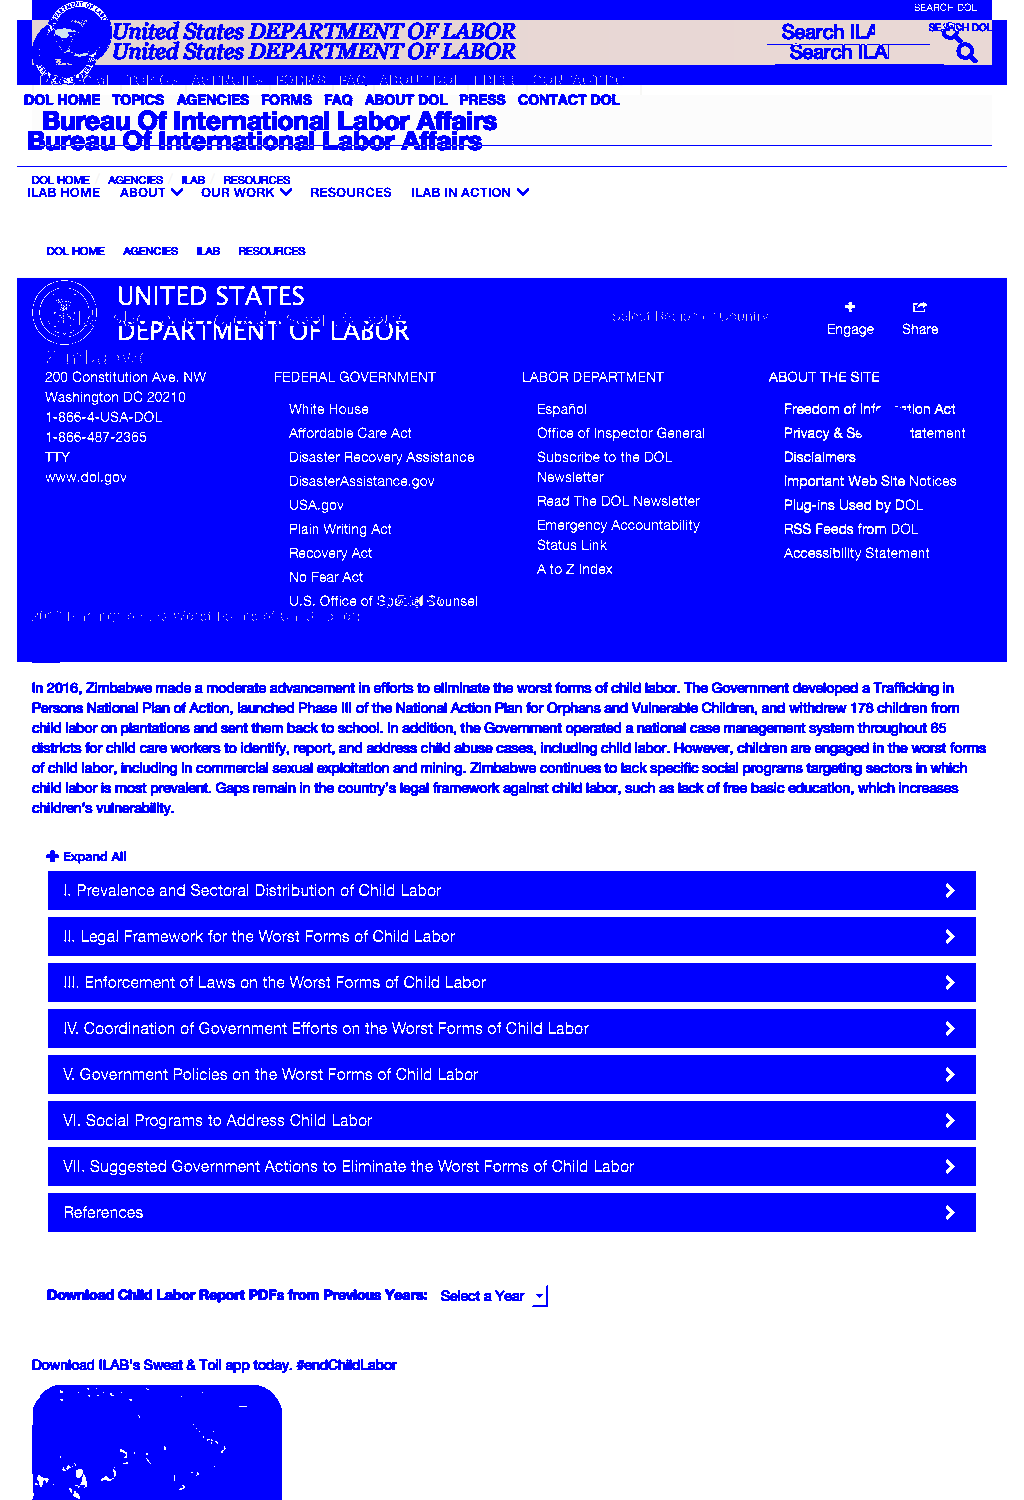 SEARCH DOL
United States DEPARTMENT OF LABOR
Search ILA
SEARCH DOL
United States DEPARTMENT OF LABOR
Search ILA
DOL HOME TOPICS AGENCIES FORMS FAQ ABOUT DOL PRESS CONTACT DOL
Bureau Of International Labor Affairs
Bureau Of International Labor Affairs
DOL HOME AGENCIES ILAB RESOURCES
ILAB HOME ABOUT OUR WORK RESOURCES ILAB IN ACTION
DOL HOME AGENCIES ILAB RESOURCES
UNITED STATES
DEPARTMENT OF LABOR
Engage Share
Zimbabwe
200 Constitution Ave. NW
Washington DC 20210
1-866-4-USA-DOL
1-866-487-2365
TTY
www.dol.gov
FEDERAL GOVERNMENT
White House
Affordable Care Act
Disaster Recovery Assistance
DisasterAssistance.gov
USA.gov
Plain Writing Act
Recovery Act
No Fear Act
U.S. Office of Special Counsel
LABOR DEPARTMENT
Español
Office of Inspector General
Subscribe to the DOL
Newsletter
Read The DOL Newsletter
Emergency Accountability
Status Link
A to Z Index
ABOUT THE SITE
Freedom of Information Act
Privacy & Statement
Disclaimers
Important Web Site Notices
Plug-ins Used by DOL
RSS Feeds from DOL
Accessibility Statement
In 2016, Zimbabwe made a moderate advancement in efforts to eliminate the worst forms of child labor. The Government developed a Trafficking in
Persons National Plan of Action, launched Phase III of the National Action Plan for Orphans and Vulnerable Children, and withdrew 178 children from
child labor on plantations and sent them back to school. In addition, the Government operated a national case management system throughout 65
districts for child care workers to identify, report, and address child abuse cases, including child labor. However, children are engaged in the worst forms
of child labor, including in commercial sexual exploitation and mining. Zimbabwe continues to lack specific social programs targeting sectors in which
child labor is most prevalent. Gaps remain in the country's legal framework against child labor, such as lack of free basic education, which increases
children's vulnerability.
Expand All
I. Prevalence and Sectoral Distribution of Child Labor
II. Legal Framework for the Worst Forms of Child Labor
III. Enforcement of Laws on the Worst Forms of Child Labor
IV. Coordination of Government Efforts on the Worst Forms of Child Labor
V. Government Policies on the Worst Forms of Child Labor
VI. Social Programs to Address Child Labor
VII. Suggested Government Actions to Eliminate the Worst Forms of Child Labor
References
Download Child Labor Report PDFs from Previous Years: Select a Year
Download ILAB's Sweat & Toil app today. #endChildLabor